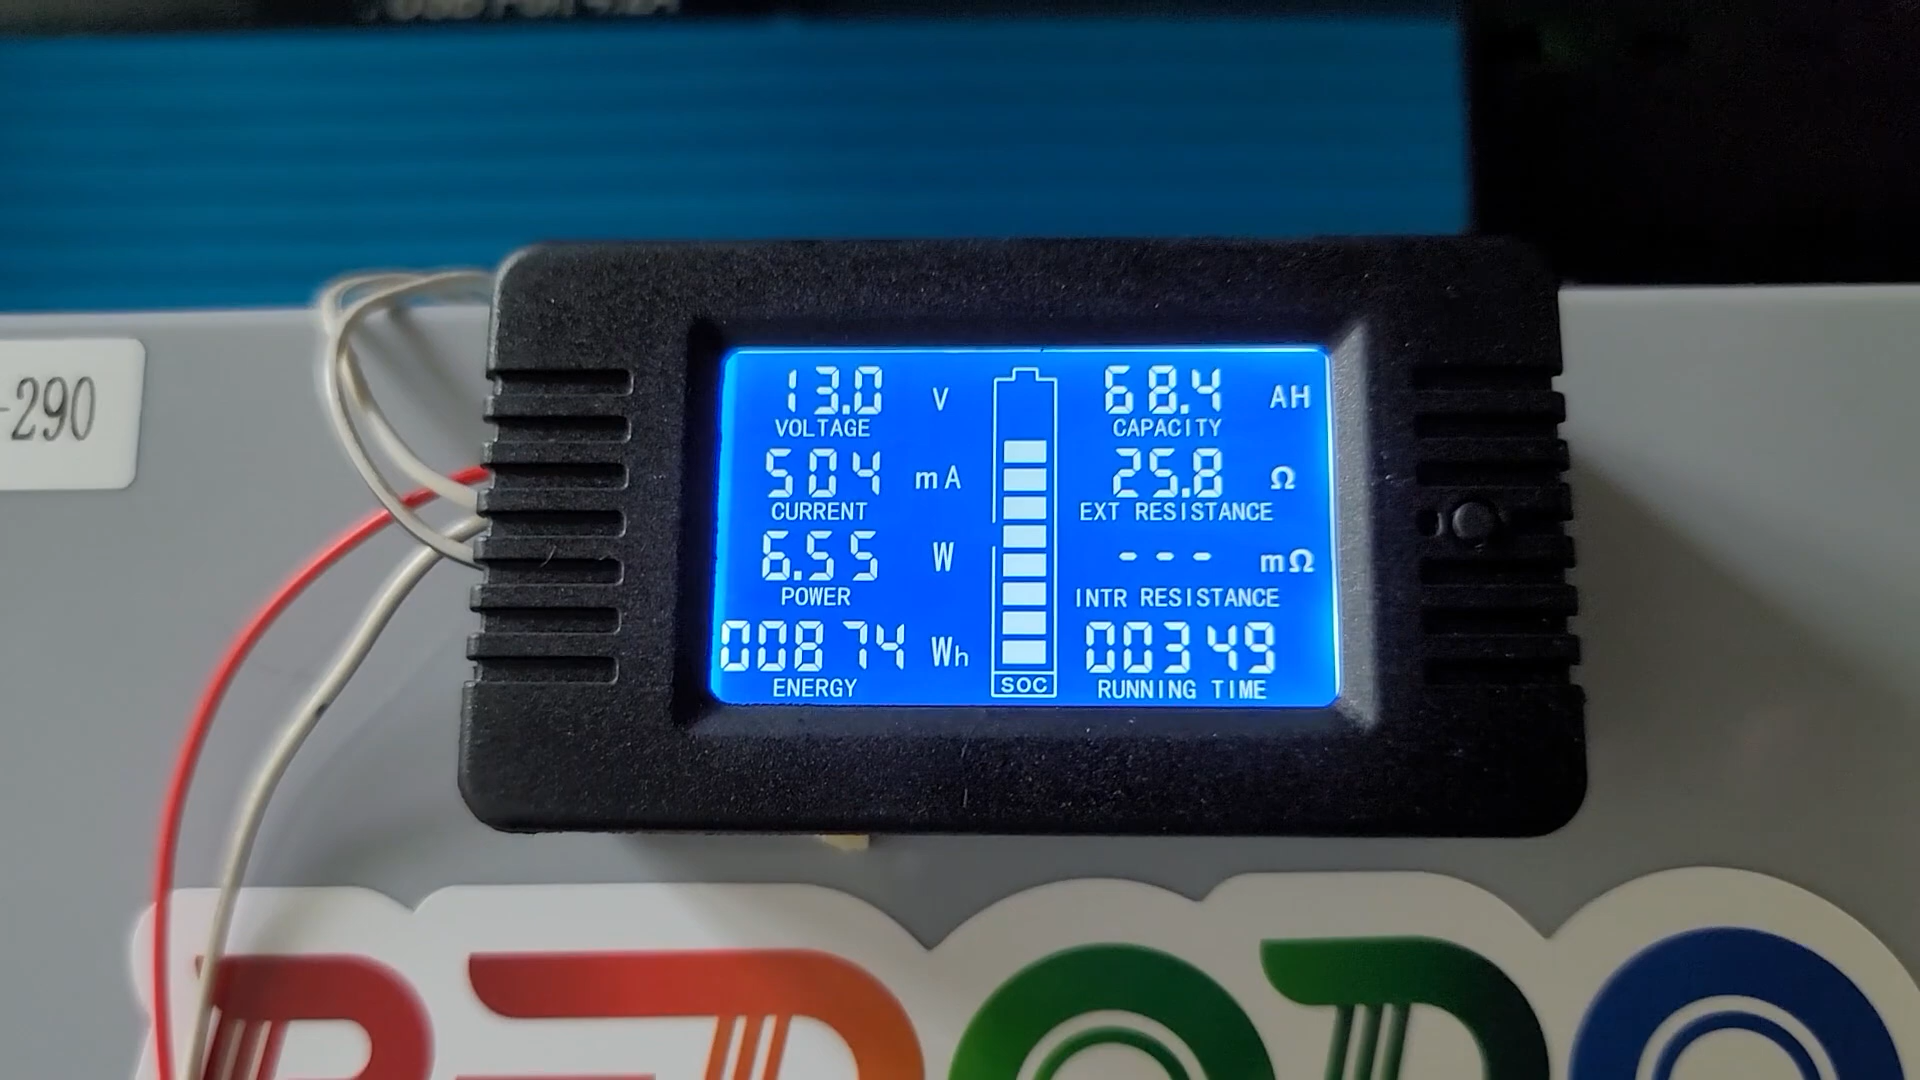 -290
13.0 V
VOLTAGE
504 mA
CURRENT
6.55 W
POWER
00874 Wh
ENERGY
SOC
68.4 AH
CAPACITY
25.8 Ω
EXT RESISTANCE
--- mΩ
INTR RESISTANCE
00349
RUNNING TIME
REDODO